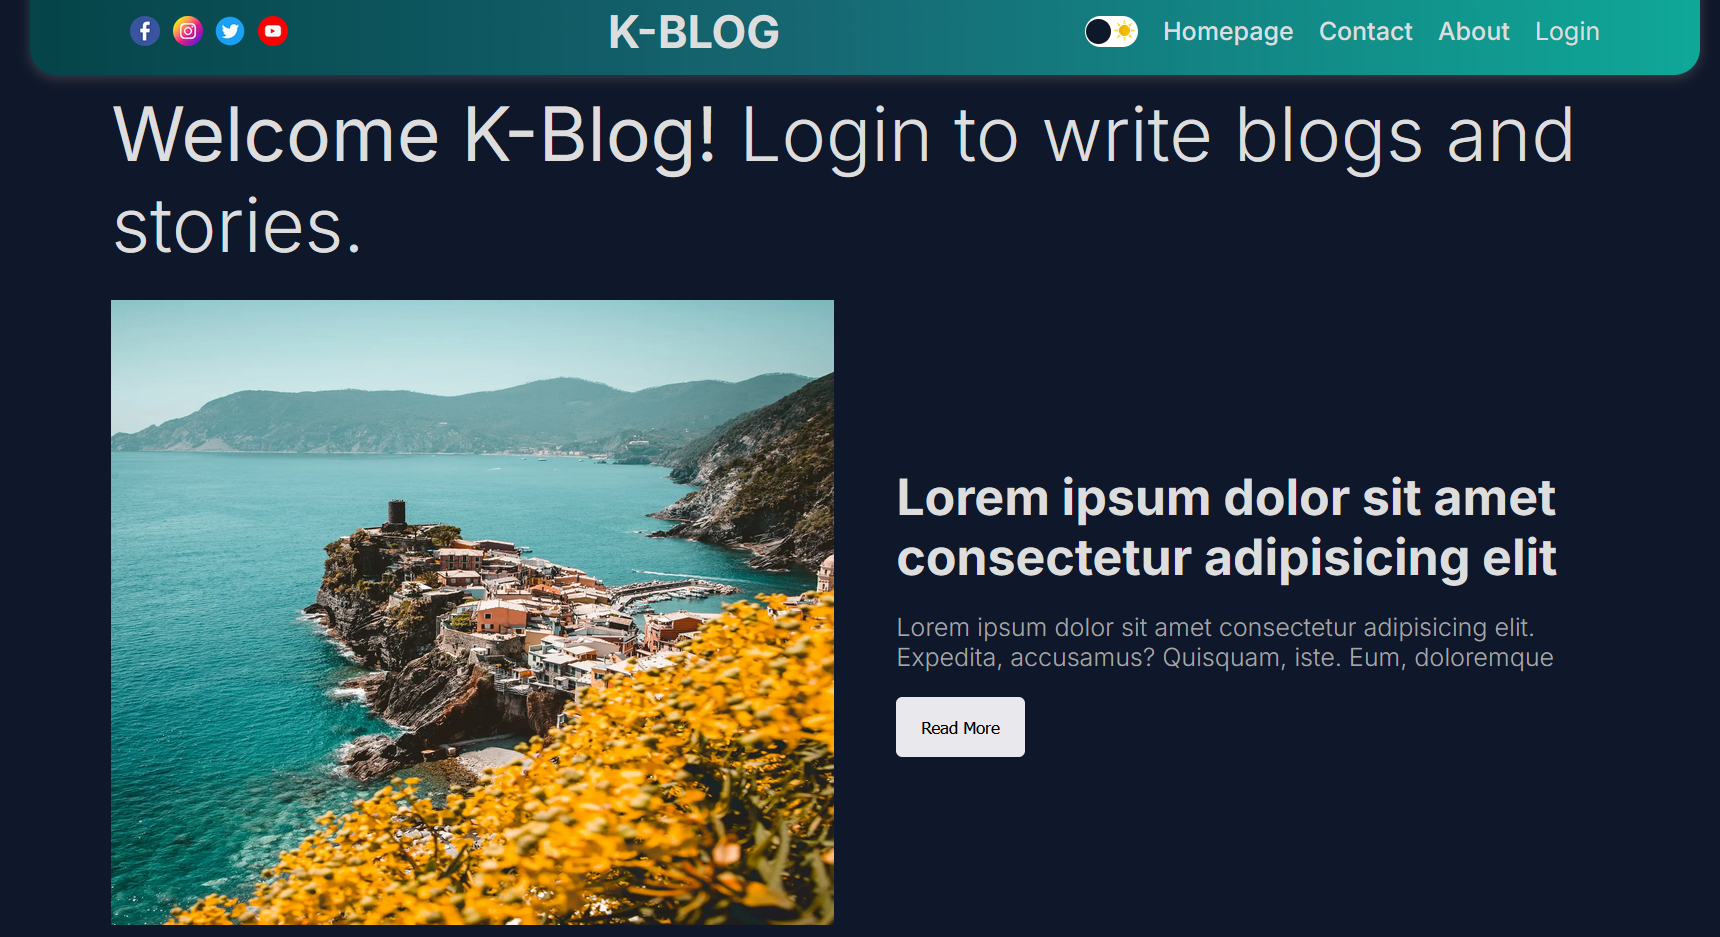 K-BLOG
Homepage Contact About Login
Welcome K-Blog! Login to write blogs and
stories.
Lorem ipsum dolor sit amet
consectetur adipisicing elit
Lorem ipsum dolor sit amet consectetur adipisicing elit.
Expedita, accusamus? Quisquam, iste. Eum, doloremque
Read More